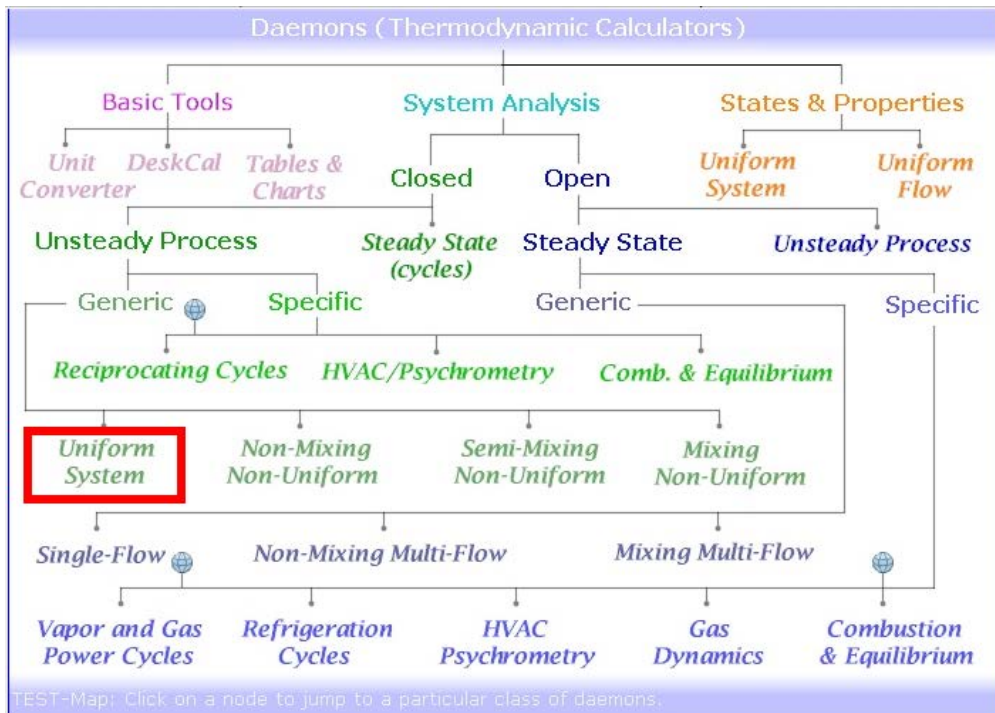 Daemons (Thermodynamic Calculators)
Basic Tools
System Analysis
States & Properties
Unit
Converter
DeskCal
Tables &
Charts
Closed
Open
Uniform
System
Uniform
Flow
Unsteady Process
Steady State
(cycles)
Steady State
Unsteady Process
Generic
Specific
Generic
Specific
Reciprocating Cycles
HVAC/Psychrometry
Comb. & Equilibrium
Uniform
System
Non-Mixing
Non-Uniform
Semi-Mixing
Non-Uniform
Mixing
Non-Uniform
Single-Flow
Non-Mixing Multi-Flow
Mixing Multi-Flow
Vapor and Gas
Power Cycles
Refrigeration
Cycles
HVAC
Psychrometry
Gas
Dynamics
Combustion
& Equilibrium
TEST-Map: Click on a node to jump to a particular class of daemons.